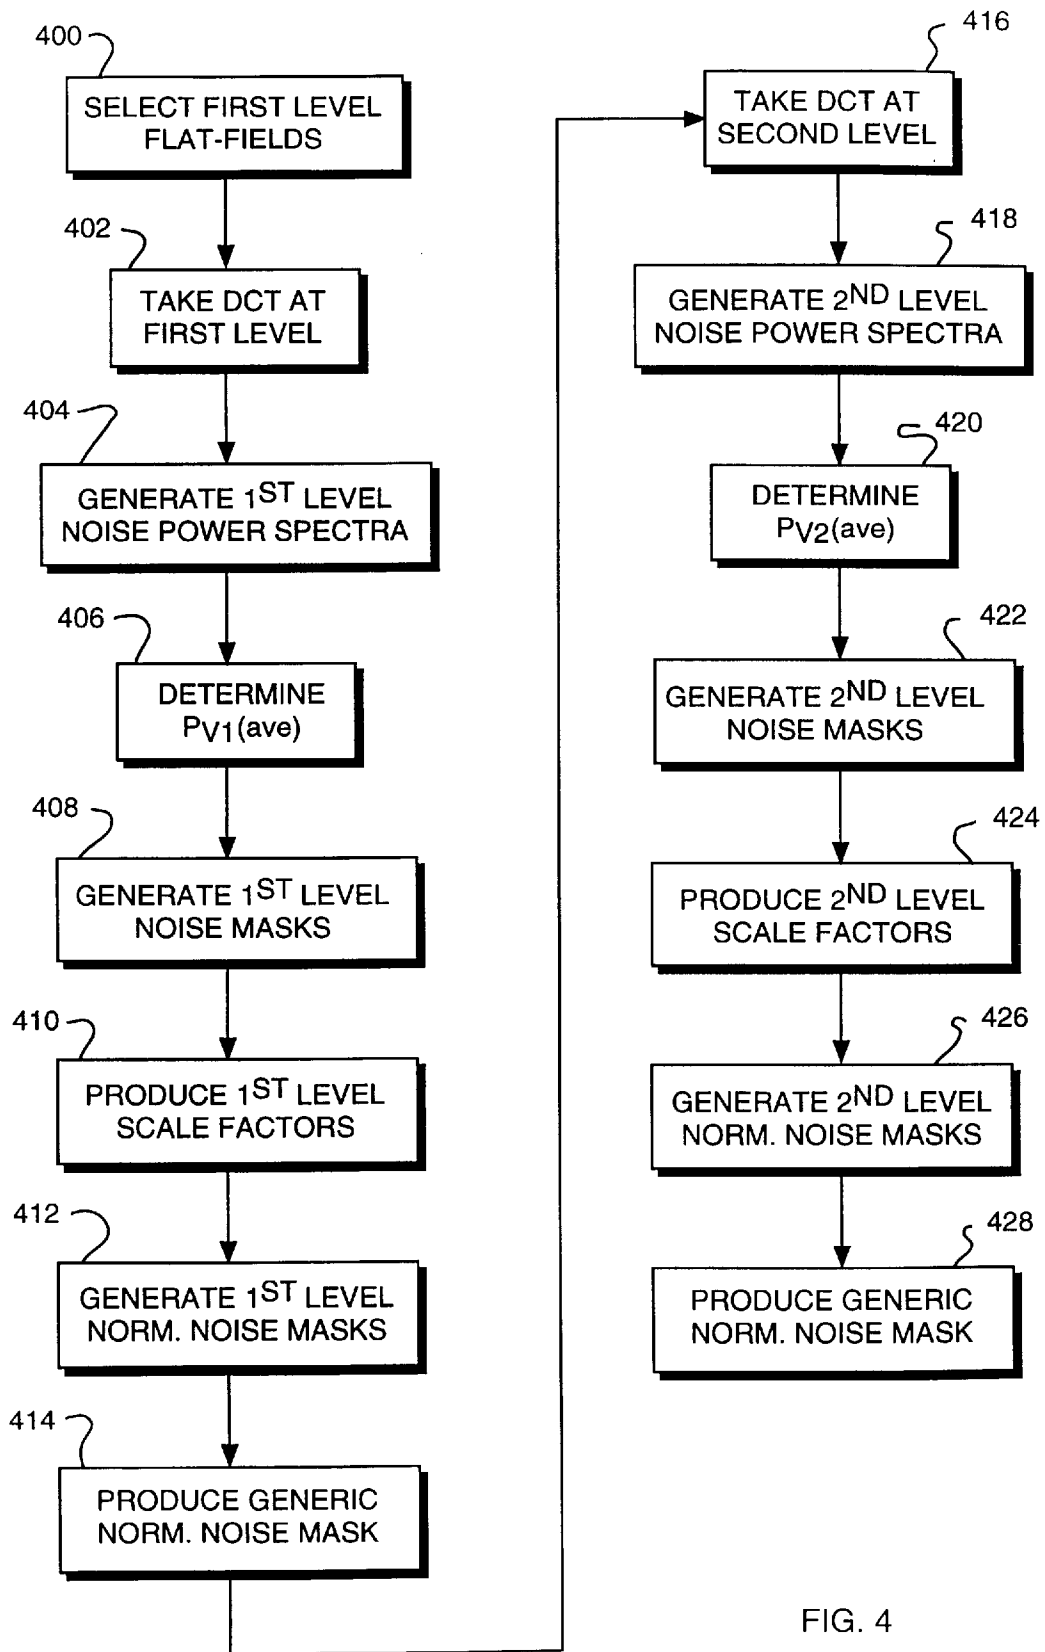 400
SELECT FIRST LEVEL
FLAT-FIELDS
402
TAKE DCT AT
FIRST LEVEL
404
GENERATE 1ST LEVEL
NOISE POWER SPECTRA
406
DETERMINE
PV1(ave)
408
GENERATE 1ST LEVEL
NOISE MASKS
410
PRODUCE 1ST LEVEL
SCALE FACTORS
412
GENERATE 1ST LEVEL
NORM. NOISE MASKS
414
PRODUCE GENERIC
NORM. NOISE MASK
416
TAKE DCT AT
SECOND LEVEL
418
GENERATE 2ND LEVEL
NOISE POWER SPECTRA
420
DETERMINE
PV2(ave)
422
GENERATE 2ND LEVEL
NOISE MASKS
424
PRODUCE 2ND LEVEL
SCALE FACTORS
426
GENERATE 2ND LEVEL
NORM. NOISE MASKS
428
PRODUCE GENERIC
NORM. NOISE MASK
FIG. 4